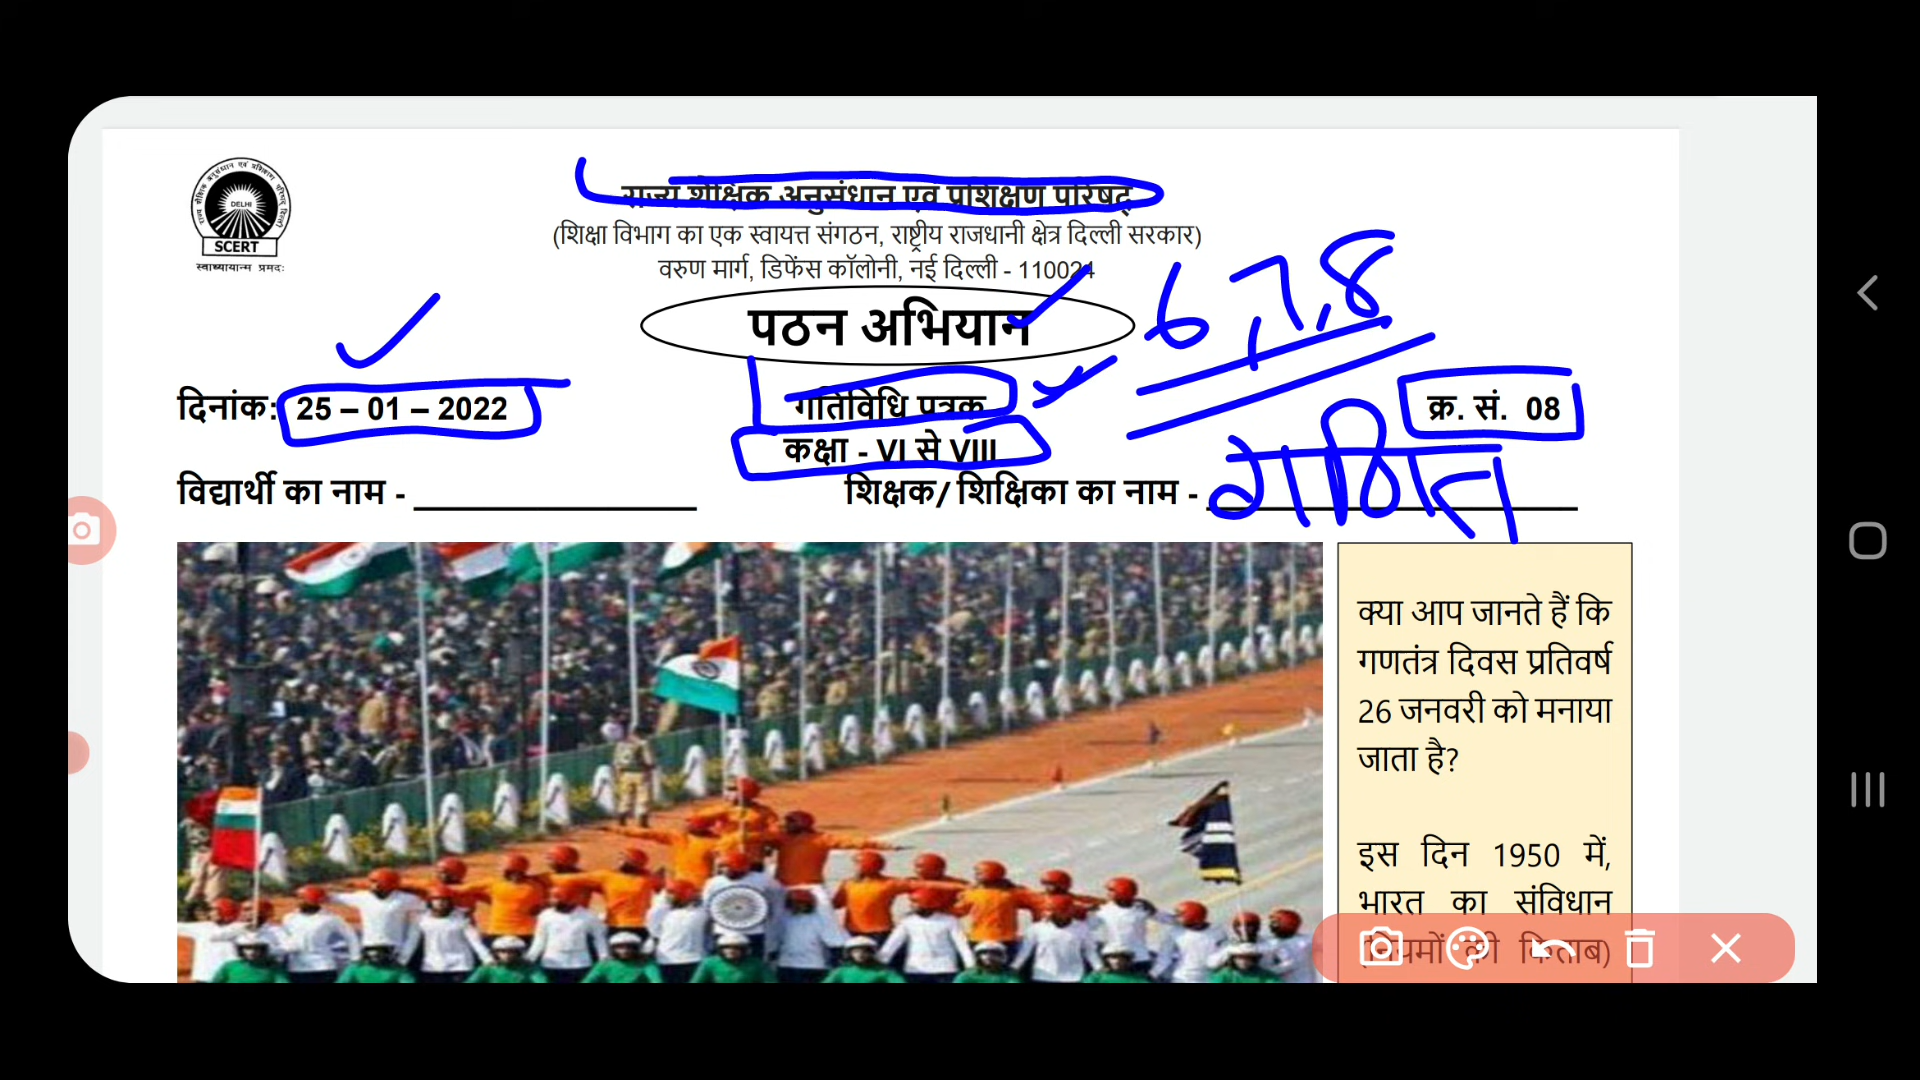 राज्य शैक्षिक अनुसंधान एवं प्रशिक्षण परिषद्
(शिक्षा विभाग का एक स्वायत्त संगठन, राष्ट्रीय राजधानी क्षेत्र दिल्ली सरकार)
वरुण मार्ग, डिफेंस कॉलोनी, नई दिल्ली - 110024
DELHI
SCERT
पठन अभियान
6,7,8
दिनांक: 25 – 01 – 2022
गतिविधि पत्रक
क्र. सं. 08
कक्षा - VI से VIII
गणित
विद्यार्थी का नाम -
शिक्षक/ शिक्षिका का नाम -
क्या आप जानते हैं कि
गणतंत्र दिवस प्रतिवर्ष
26 जनवरी को मनाया
जाता है?
इस दिन 1950 में,
भारत का संविधान
(नियमों की किताब)